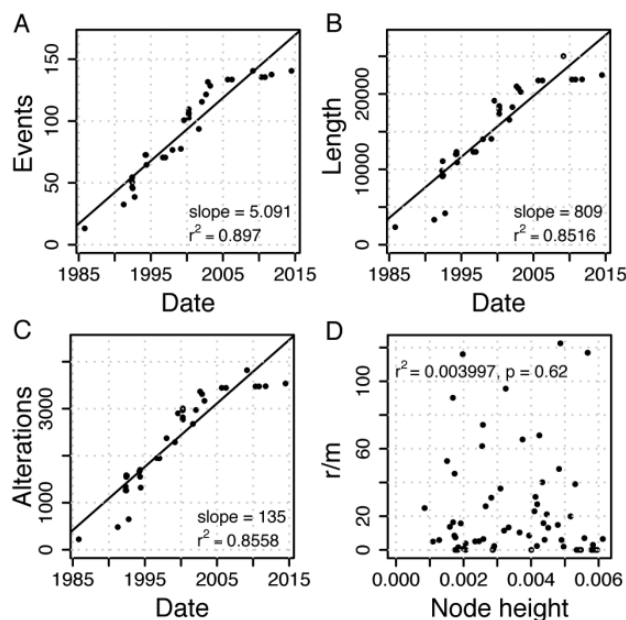 A
Events
0
50
100
150
1985
1995
2005
2015
slope = 5.091
r² = 0.897
Date
B
Length
0
10000
20000
1985
1995
2005
2015
slope = 809
r² = 0.8516
Date
C
Alterations
0
1000
3000
1985
1995
2005
2015
slope = 135
r² = 0.8558
Date
D
r/m
0
20
60
120
r² = 0.003997, p = 0.62
0.000
0.002
0.004
0.006
Node height